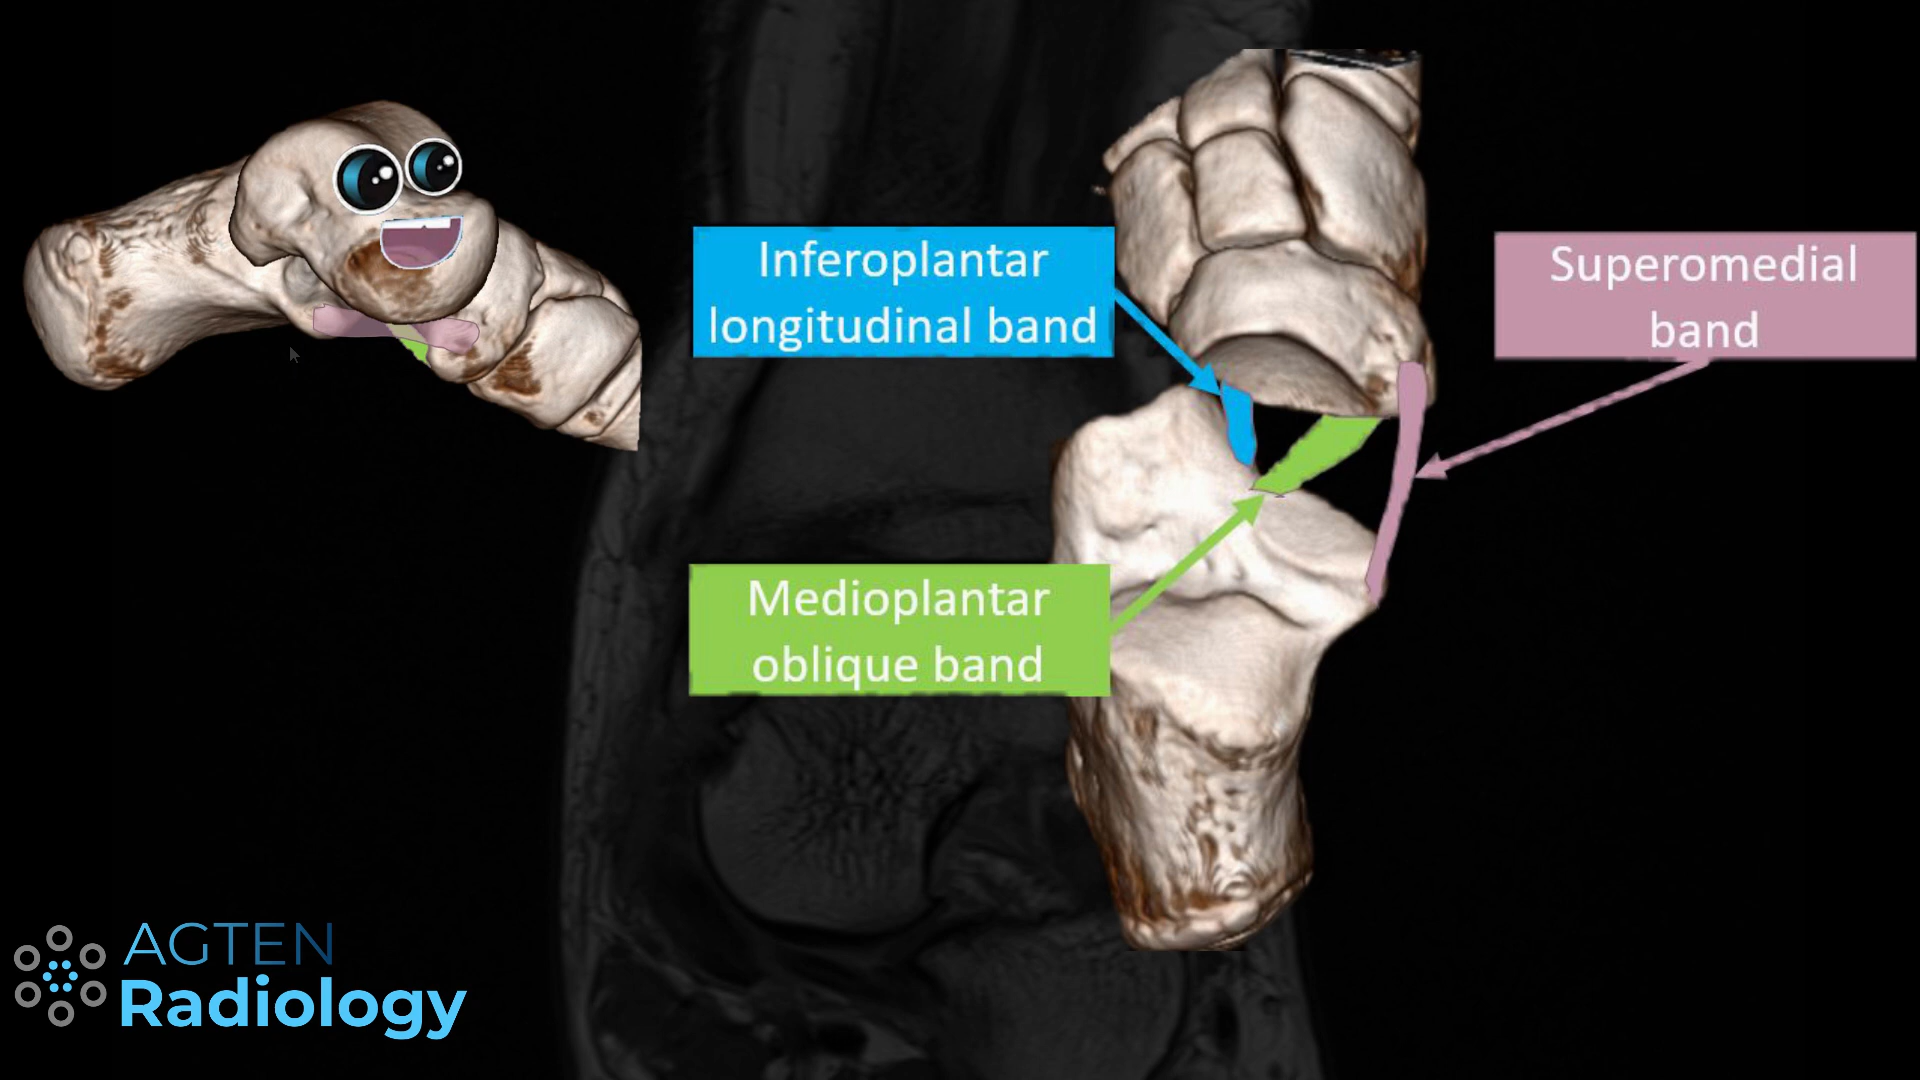 Inferoplantar
longitudinal band
Superomedial
band
Medioplantar
oblique band
AGTEN
Radiology